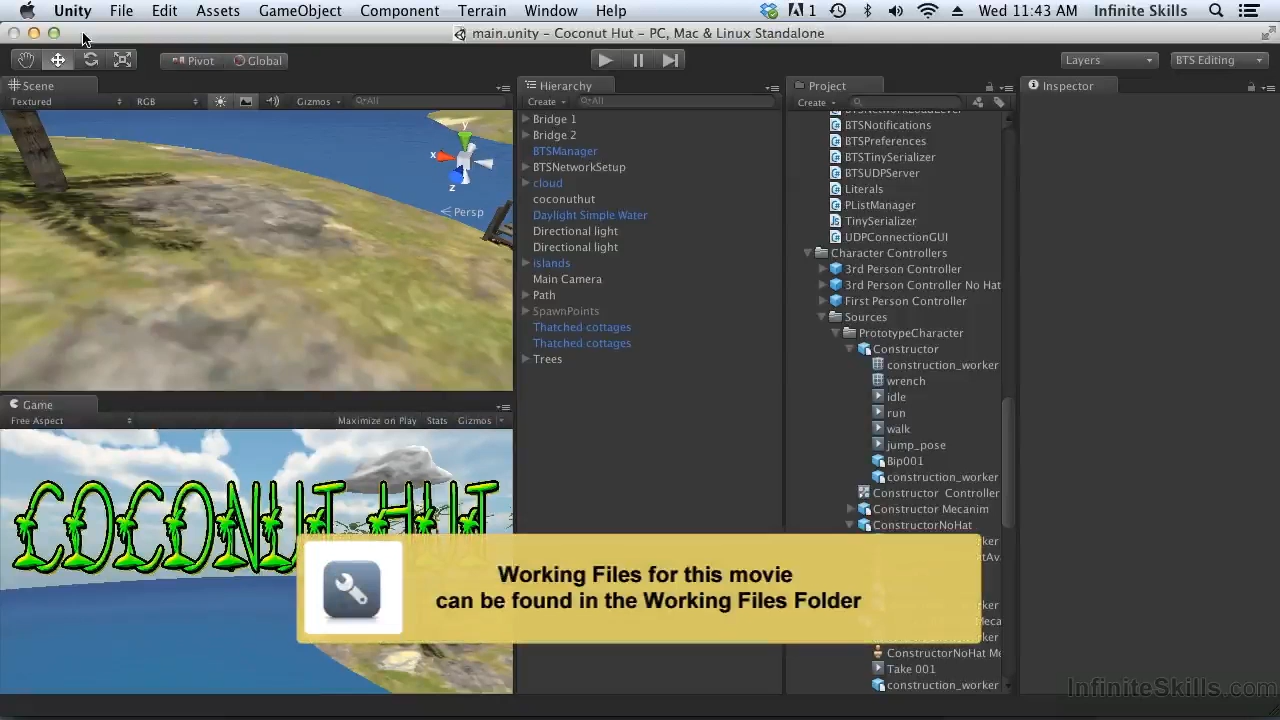 Unity File Edit Assets GameObject Component Terrain Window Help 1 Wed 11:43 AM Infinite Skills
main.unity – Coconut Hut – PC, Mac & Linux Standalone
Pivot Global Layers BTS Editing
Scene
Textured RGB Gizmos All
Persp
x
y
z
Game
Free Aspect Maximize on Play Stats Gizmos
COCONUT HUT
Hierarchy
Create All
Bridge 1
Bridge 2
BTSManager
BTSNetworkSetup
cloud
coconuthut
Daylight Simple Water
Directional light
Directional light
islands
Main Camera
Path
SpawnPoints
Thatched cottages
Thatched cottages
Trees
Project
Create
BTSNotifications
BTSPreferences
BTSTinySerializer
BTSUDPServer
Literals
PListManager
TinySerializer
UDPConnectionGUI
Character Controllers
3rd Person Controller
3rd Person Controller No Hat
First Person Controller
Sources
PrototypeCharacter
Constructor
construction_worker
wrench
idle
run
walk
jump_pose
Bip001
construction_worker
Constructor Controller
Constructor Mecanim
ConstructorNoHat
ConstructorNoHat Me
Take 001
construction_worker
Inspector
Working Files for this movie
can be found in the Working Files Folder
InfiniteSkills.com